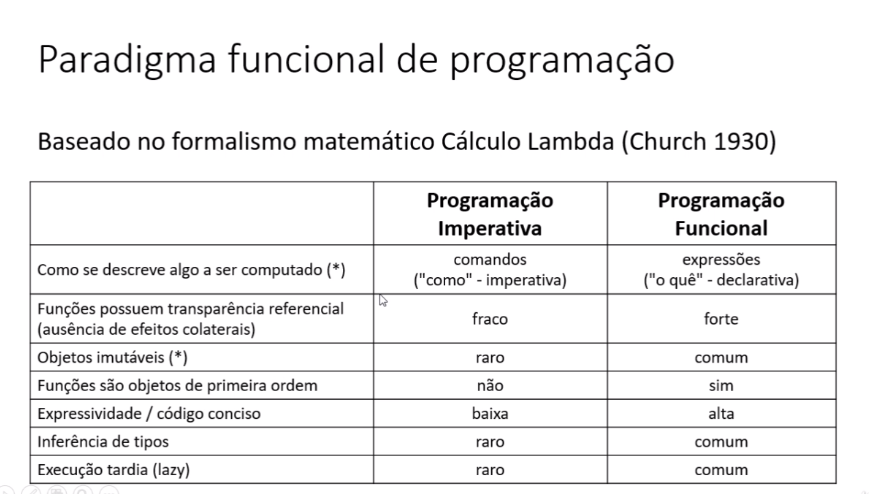 Paradigma funcional de programação
Baseado no formalismo matemático Cálculo Lambda (Church 1930)
Programação
Imperativa
Programação
Funcional
Como se descreve algo a ser computado (*)
comandos
("como" - imperativa)
expressões
("o quê" - declarativa)
Funções possuem transparência referencial
(ausência de efeitos colaterais)
fraco
forte
Objetos imutáveis (*)
raro
comum
Funções são objetos de primeira ordem
não
sim
Expressividade / código conciso
baixa
alta
Inferência de tipos
raro
comum
Execução tardia (lazy)
raro
comum